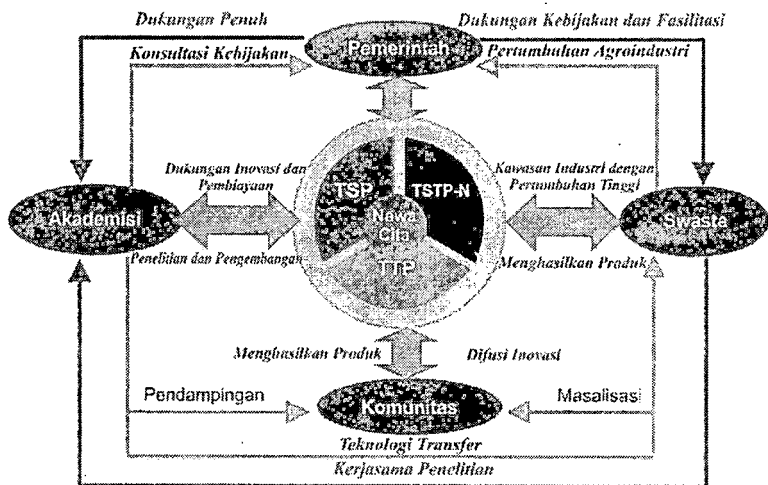 Dukungan Penuh
Dukungan Kebijakan dan Fasilitasi
Pemerintah
Konsultasi Kebijakan
Pertumbuhan Agroindustri
Dukungan Inovasi dan
Pembiayaan
TSP
TSTP-N
Kawasan Industri dengan
Pertumbuhan Tinggi
Akademisi
Nawa
Cita
Swasta
Penelitian dan Pengembangan
TTP
Menghasilkan Produk
Menghasilkan Produk
Difusi Inovasi
Pendampingan
Komunitas
Masalisasi
Teknologi Transfer
Kerjasama Penelitian